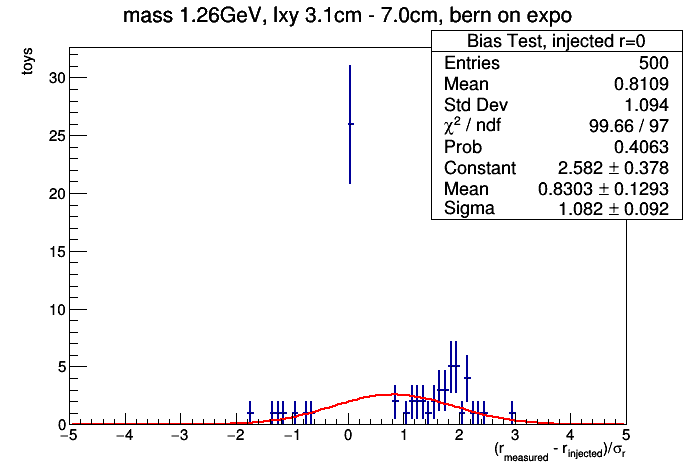 mass 1.26GeV, lxy 3.1cm - 7.0cm, bern on expo
toys
Bias Test, injected r=0
Entries 500
Mean 0.8109
Std Dev 1.094
χ² / ndf 99.66 / 97
Prob 0.4063
Constant 2.582 ± 0.378
Mean 0.8303 ± 0.1293
Sigma 1.082 ± 0.092
30
25
20
15
10
5
0
−5 −4 −3 −2 −1 0 1 2 3 4 5
(r_measured - r_injected)/σ_r